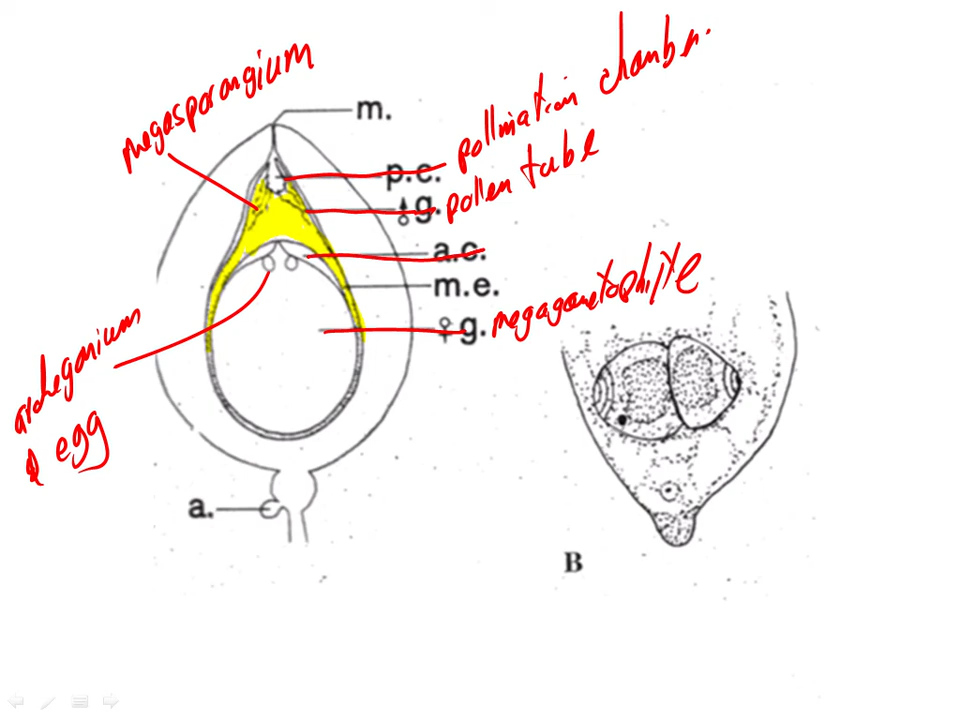 megasporangium
m.
pollination chamber.
p.c.
pollen tube
♂g.
a.c.
m.e.
♀g. megagametophyte
archegonium
& egg
a.
B